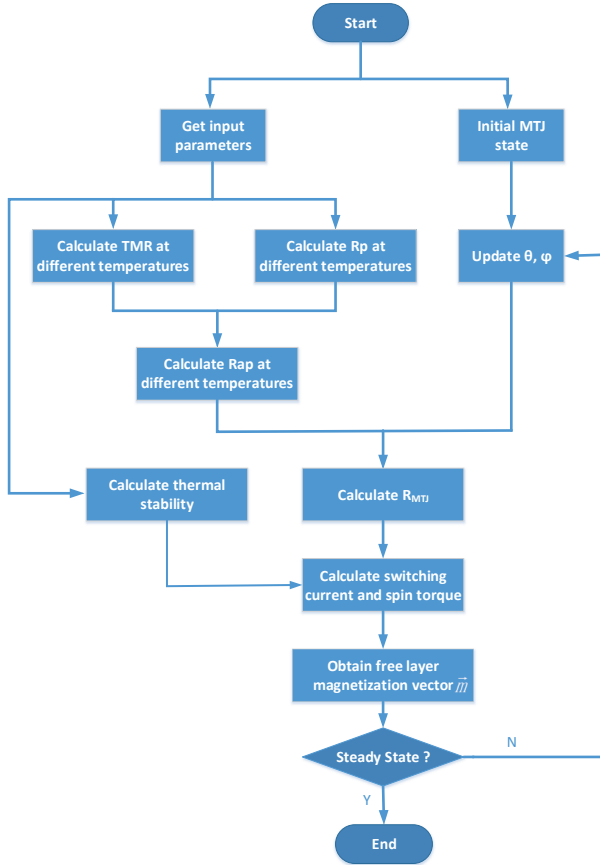 Start
Get input
parameters
Initial MTJ
state
Calculate TMR at
different temperatures
Calculate Rp at
different temperatures
Update θ, φ
Calculate Rap at
different temperatures
Calculate thermal
stability
Calculate R_MTJ
Calculate switching
current and spin torque
Obtain free layer
magnetization vector m⃗
Steady State ?
N
Y
End